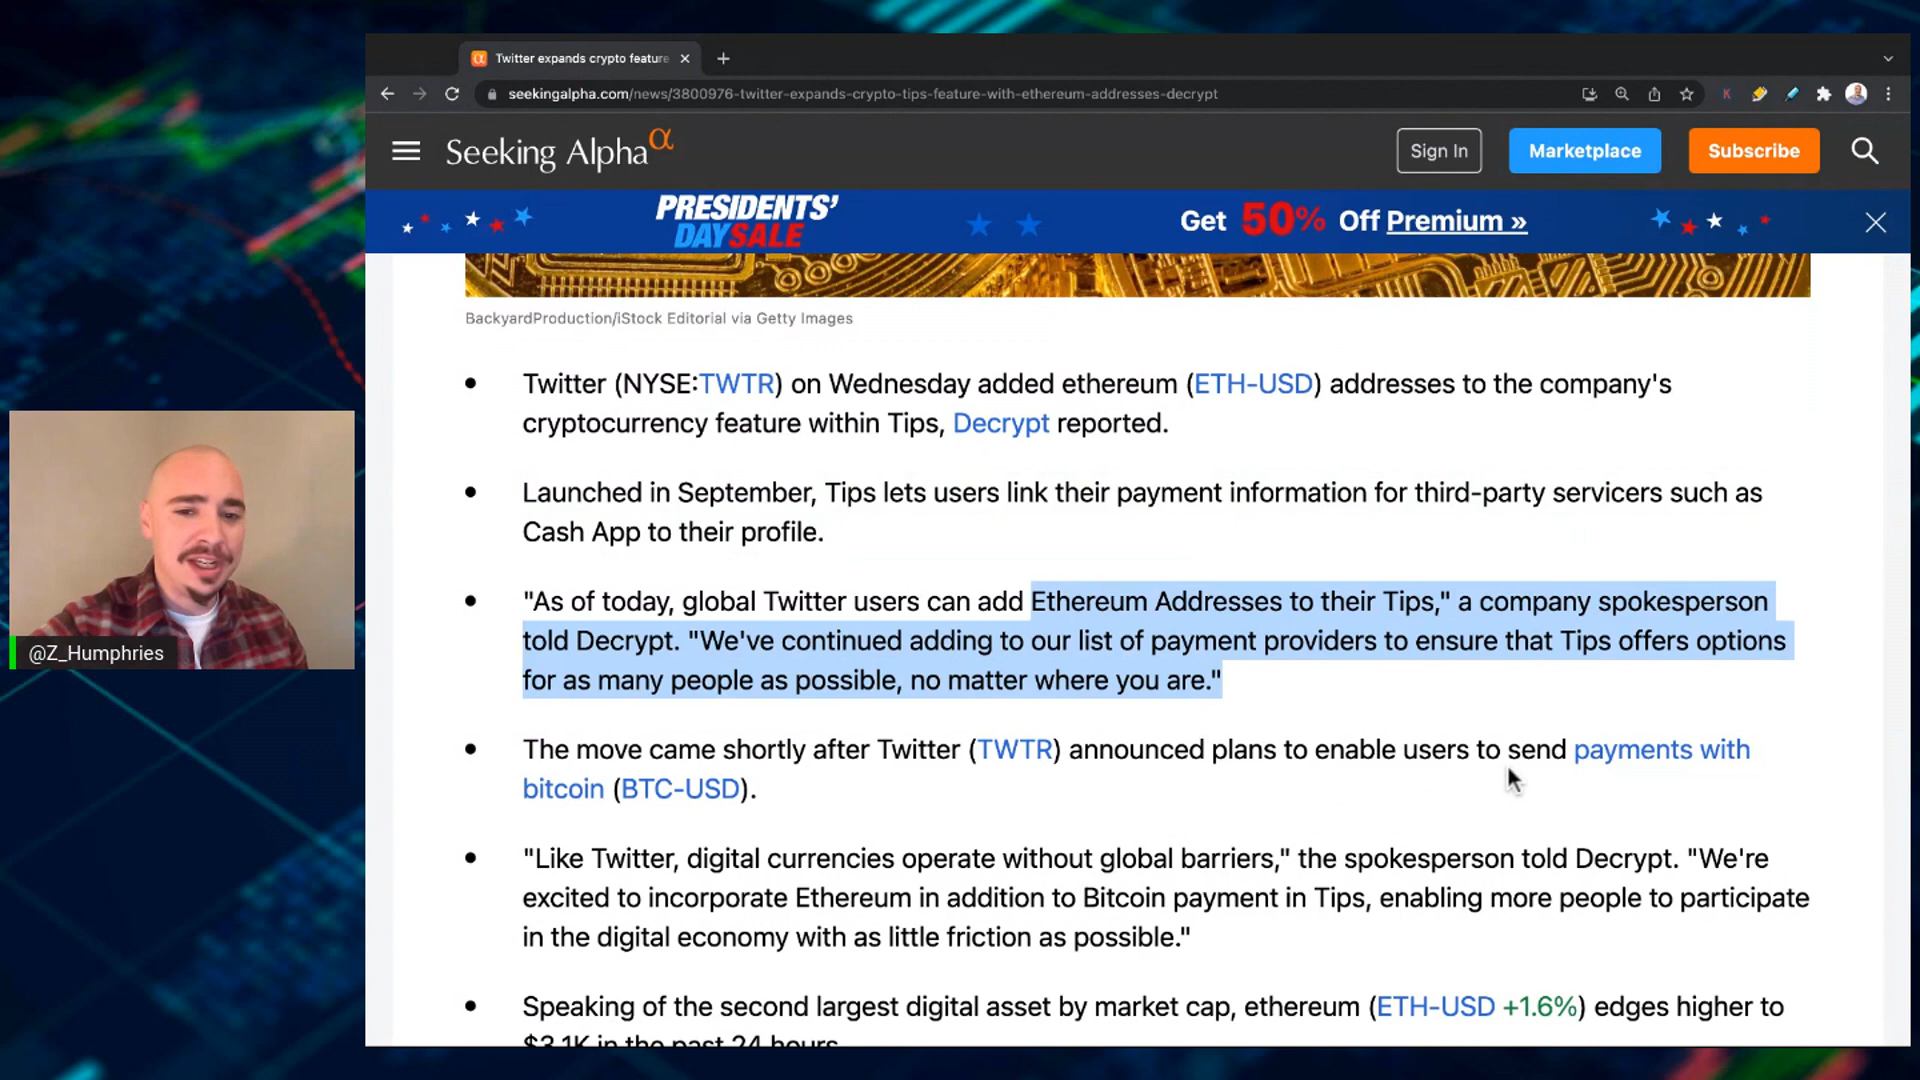 Twitter expands crypto feature
seekingalpha.com/news/3800976-twitter-expands-crypto-tips-feature-with-ethereum-addresses-decrypt
K
Seeking Alpha α
Sign In
Marketplace
Subscribe
PRESIDENTS'
DAY SALE
Get 50% Off Premium »
BackyardProduction/iStock Editorial via Getty Images
Twitter (NYSE:TWTR) on Wednesday added ethereum (ETH-USD) addresses to the company's
cryptocurrency feature within Tips, Decrypt reported.
Launched in September, Tips lets users link their payment information for third-party servicers such as
Cash App to their profile.
"As of today, global Twitter users can add Ethereum Addresses to their Tips," a company spokesperson
told Decrypt. "We've continued adding to our list of payment providers to ensure that Tips offers options
for as many people as possible, no matter where you are."
@Z_Humphries
The move came shortly after Twitter (TWTR) announced plans to enable users to send payments with
bitcoin (BTC-USD).
"Like Twitter, digital currencies operate without global barriers," the spokesperson told Decrypt. "We're
excited to incorporate Ethereum in addition to Bitcoin payment in Tips, enabling more people to participate
in the digital economy with as little friction as possible."
Speaking of the second largest digital asset by market cap, ethereum (ETH-USD +1.6%) edges higher to
$3.1K in the past 24 hours.